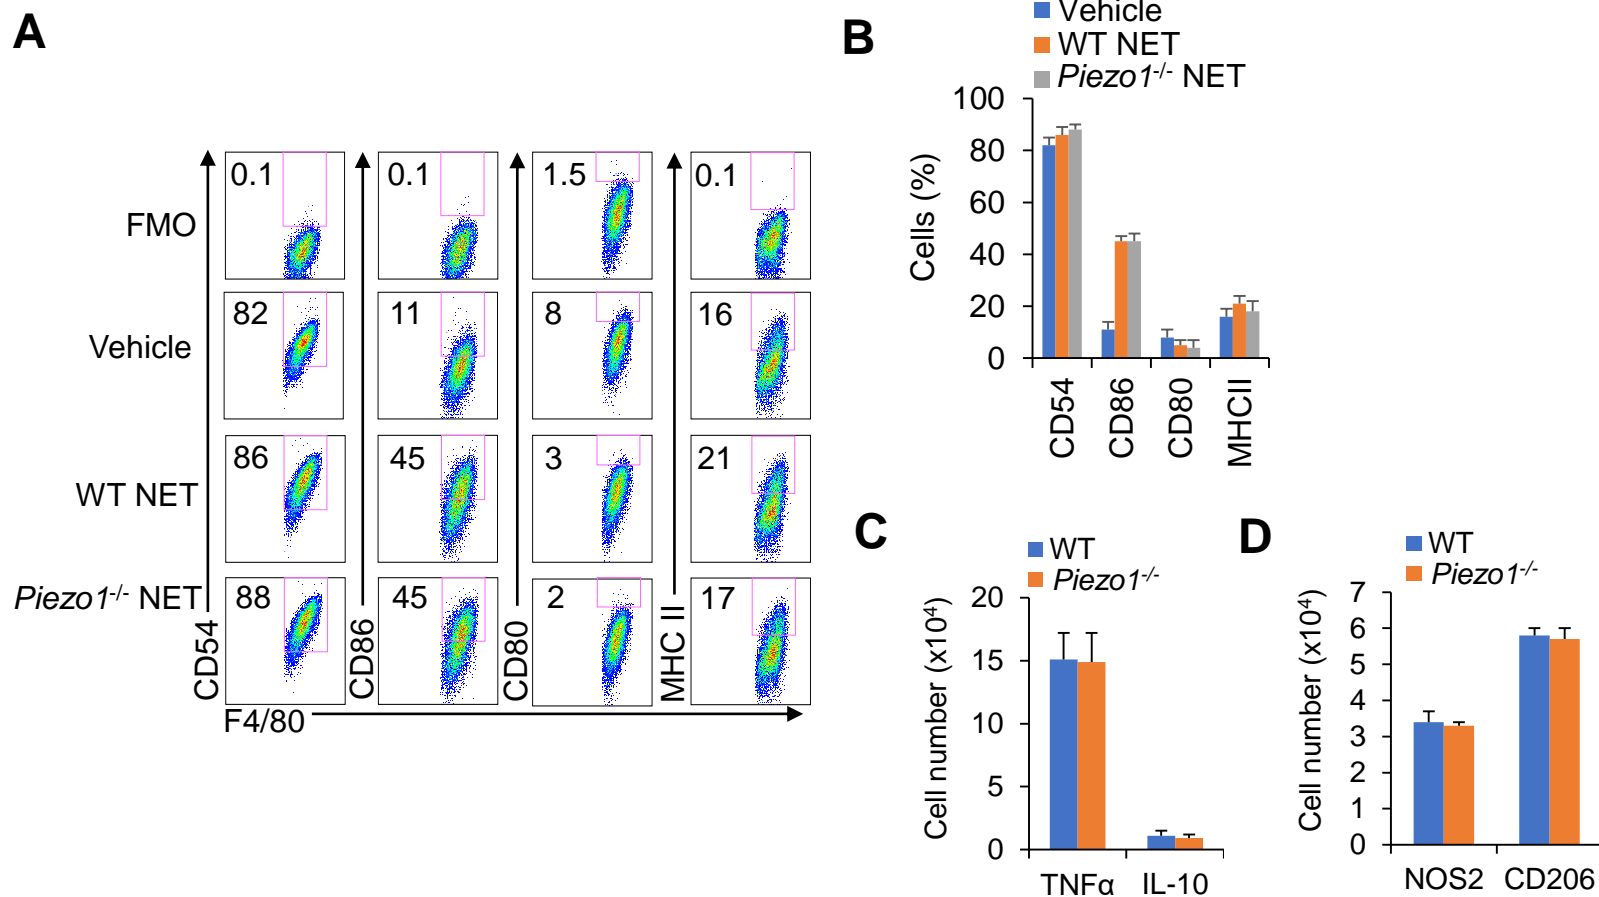 A
FMO
0.1
0.1
1.5
0.1
Vehicle
82
11
8
16
WT NET
86
45
3
21
Piezo1-/- NET
88
45
2
17
CD54
CD86
CD80
MHC II
F4/80
B
Vehicle
WT NET
Piezo1-/- NET
Cells (%)
100
80
60
40
20
0
CD54
CD86
CD80
MHCII
C
WT
Piezo1-/-
Cell number (x10⁴)
20
15
10
5
0
TNFα
IL-10
D
WT
Piezo1-/-
Cell number (x10⁴)
7
6
5
4
3
2
1
0
NOS2
CD206